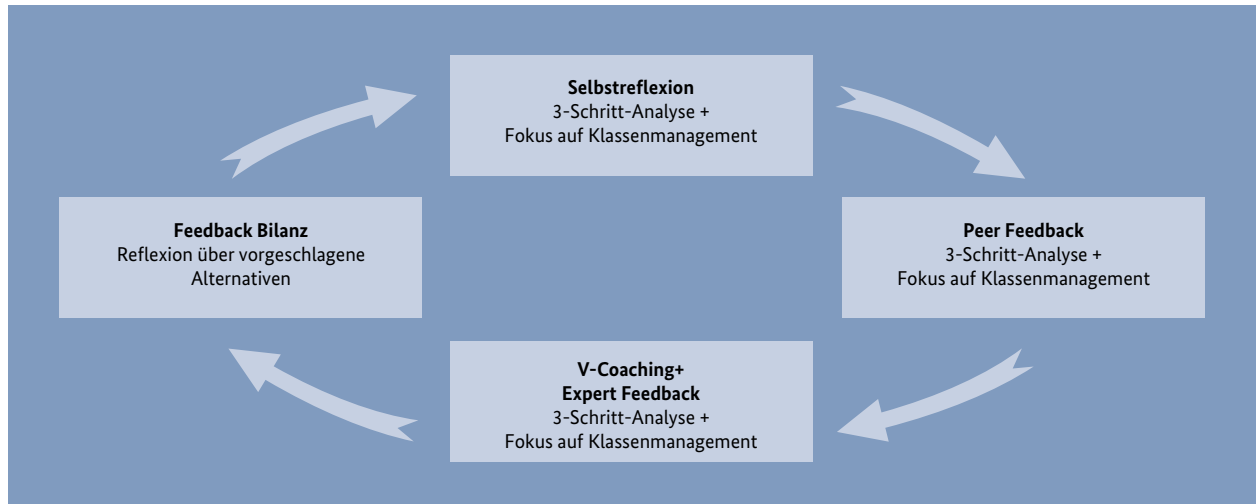 Selbstreflexion
3-Schritt-Analyse +
Fokus auf Klassenmanagement
Peer Feedback
3-Schritt-Analyse +
Fokus auf Klassenmanagement
V-Coaching+
Expert Feedback
3-Schritt-Analyse +
Fokus auf Klassenmanagement
Feedback Bilanz
Reflexion über vorgeschlagene
Alternativen